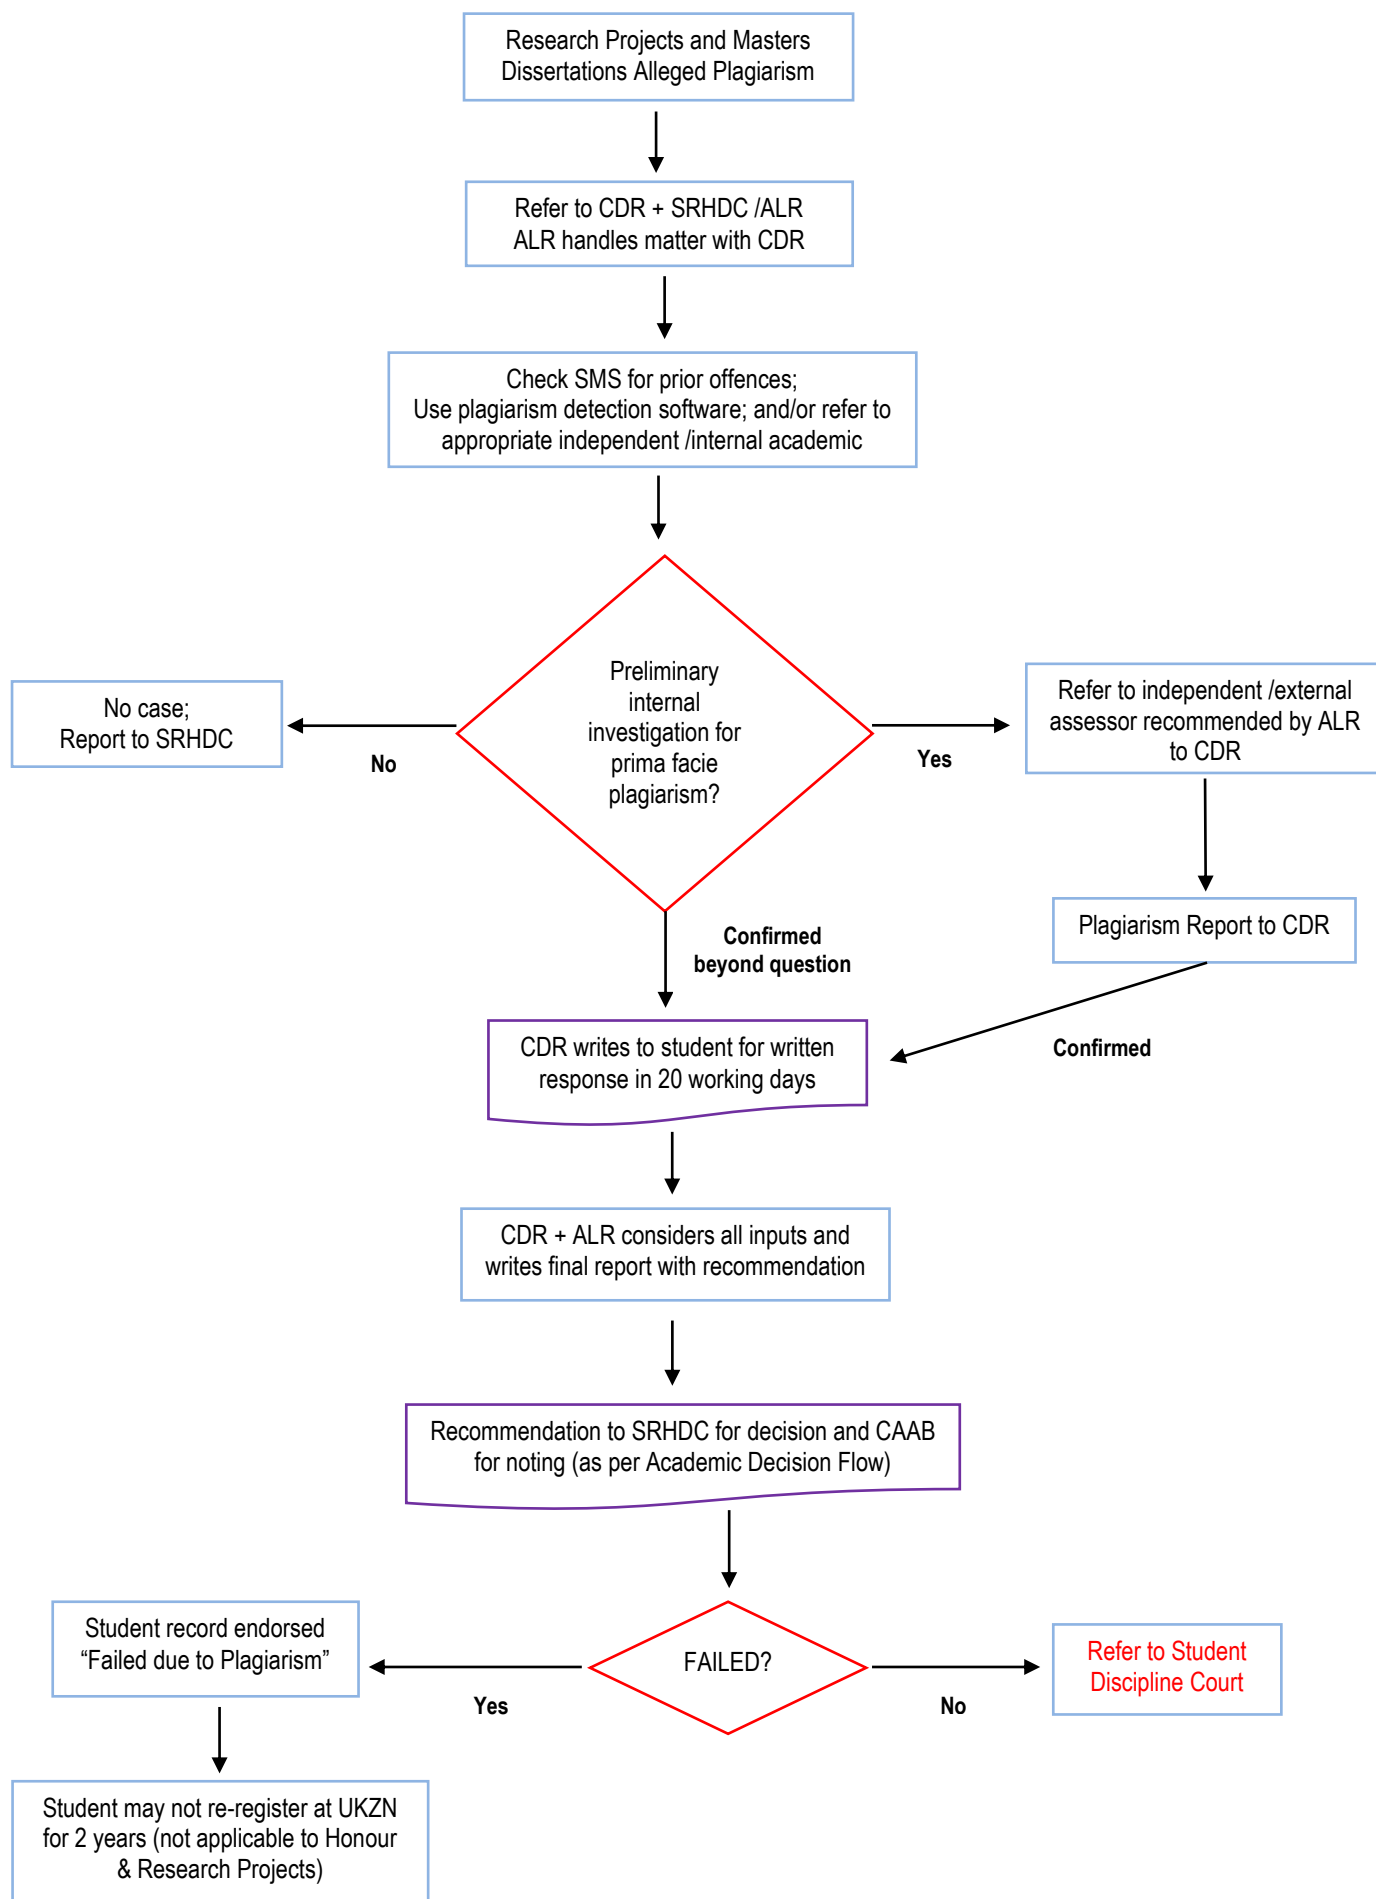 Research Projects and Masters
Dissertations Alleged Plagiarism
Refer to CDR + SRHDC /ALR
ALR handles matter with CDR
Check SMS for prior offences;
Use plagiarism detection software; and/or refer to
appropriate independent /internal academic
Preliminary
internal
investigation for
prima facie
plagiarism?
No case;
Report to SRHDC
No
Yes
Refer to independent /external
assessor recommended by ALR
to CDR
Plagiarism Report to CDR
Confirmed
beyond question
Confirmed
CDR writes to student for written
response in 20 working days
CDR + ALR considers all inputs and
writes final report with recommendation
Recommendation to SRHDC for decision and CAAB
for noting (as per Academic Decision Flow)
FAILED?
Student record endorsed
“Failed due to Plagiarism”
Yes
No
Refer to Student
Discipline Court
Student may not re-register at UKZN
for 2 years (not applicable to Honour
& Research Projects)